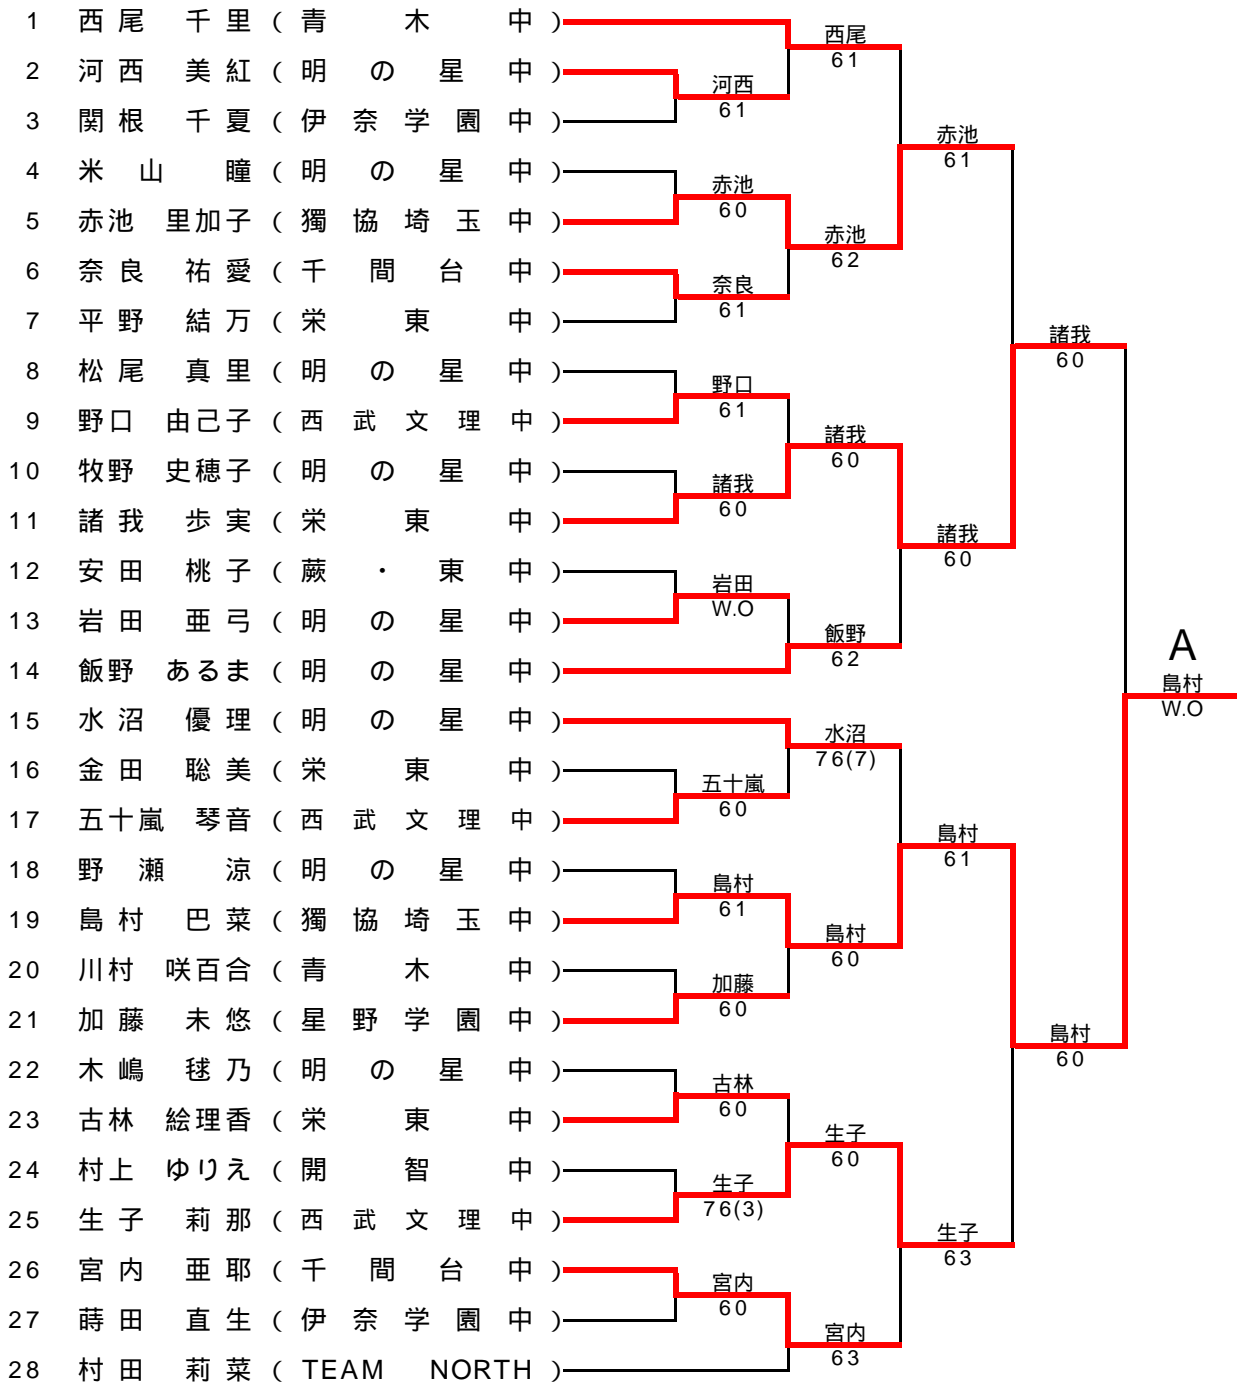 1 西尾 千里 ( 青木中 )
2 河西 美紅 ( 明の星中 )
3 関根 千夏 ( 伊奈学園中 )
4 米山 瞳 ( 明の星中 )
5 赤池 里加子 ( 獨協埼玉中 )
6 奈良 祐愛 ( 千間台中 )
7 平野 結万 ( 栄東中 )
8 松尾 真里 ( 明の星中 )
9 野口 由己子 ( 西武文理中 )
10 牧野 史穂子 ( 明の星中 )
11 諸我 歩実 ( 栄東中 )
12 安田 桃子 ( 蕨・東中 )
13 岩田 亜弓 ( 明の星中 )
14 飯野 あるま ( 明の星中 )
15 水沼 優理 ( 明の星中 )
16 金田 聡美 ( 栄東中 )
17 五十嵐 琴音 ( 西武文理中 )
18 野瀬 涼 ( 明の星中 )
19 島村 巴菜 ( 獨協埼玉中 )
20 川村 咲百合 ( 青木中 )
21 加藤 未悠 ( 星野学園中 )
22 木嶋 毬乃 ( 明の星中 )
23 古林 絵理香 ( 栄東中 )
24 村上 ゆりえ ( 開智中 )
25 生子 莉那 ( 西武文理中 )
26 宮内 亜耶 ( 千間台中 )
27 蒔田 直生 ( 伊奈学園中 )
28 村田 莉菜 ( TEAM NORTH )
河西
61
赤池
60
奈良
61
野口
61
諸我
60
岩田
W.O
五十嵐
60
島村
61
加藤
60
古林
60
生子
76(3)
宮内
60
西尾
61
赤池
62
諸我
60
飯野
62
水沼
76(7)
島村
60
生子
60
宮内
63
赤池
61
諸我
60
島村
61
生子
63
諸我
60
島村
60
A
島村
W.O